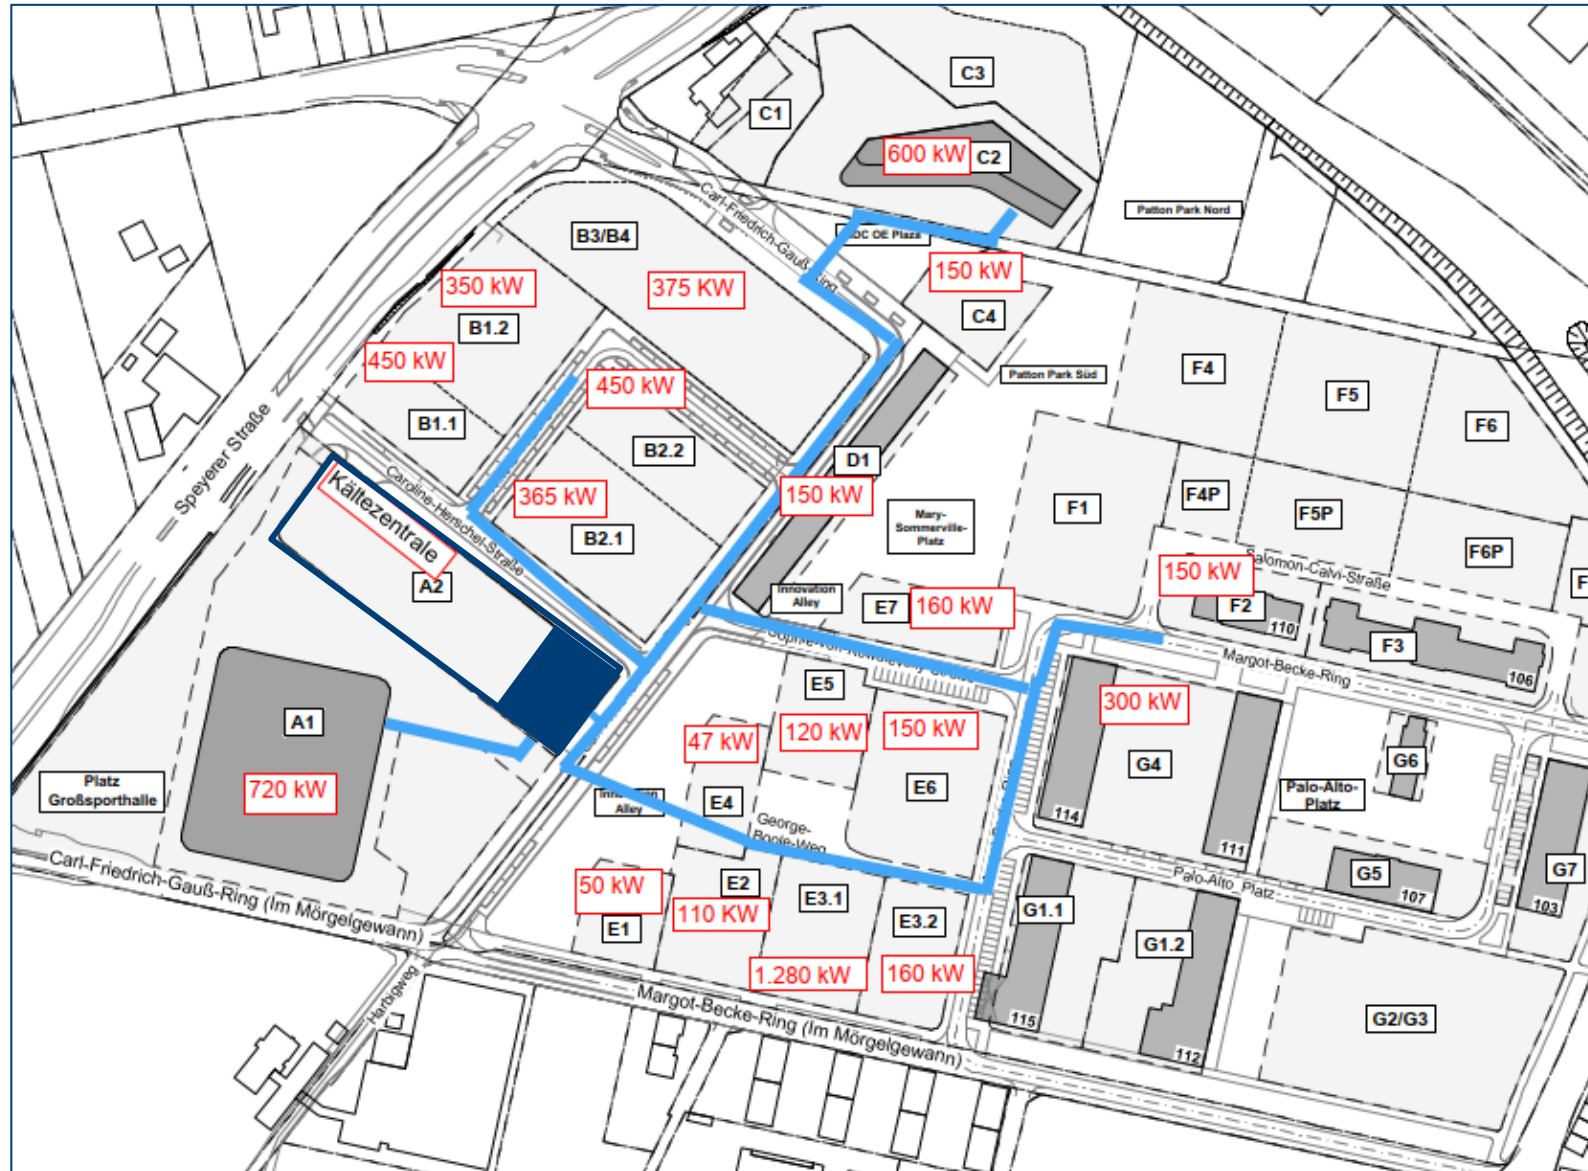 C3
C1
600 kW
C2
Carl-Friedrich-Gauß-Ring
Patton Park Nord
B3/B4
DC OE Plaza
150 kW
350 kW
375 KW
C4
B1.2
450 kW
450 kW
Patton Park Süd
F4
F5
F6
Speyerer Straße
B1.1
B2.2
D1
Kältezentrale
Caroline-Herschel-Straße
365 kW
150 kW
F4P
F1
F5P
Mary-
Sommerville-
Platz
B2.1
F6P
A2
150 kW
Salomon-Calvi-Straße
F
Innovation
Alley
E7
160 kW
F2
110
F3
Margot-Becke-Ring
106
E5
A1
47 kW
120 kW
150 kW
300 kW
G4
G6
Platz
Großsporthalle
720 kW
E6
Palo-Alto-
Platz
Alley
E4
George-
Boole-Weg
114
111
Carl-Friedrich-Gauß-Ring (Im Mörgelgewann)
50 kW
E2
E3.1
Palo-Alto_Platz
G5
107
G7
103
110 KW
E1
E3.2
G1.1
G1.2
1.280 kW
160 kW
Harbigweg
Margot-Becke-Ring (Im Mörgelgewann)
115
112
G2/G3